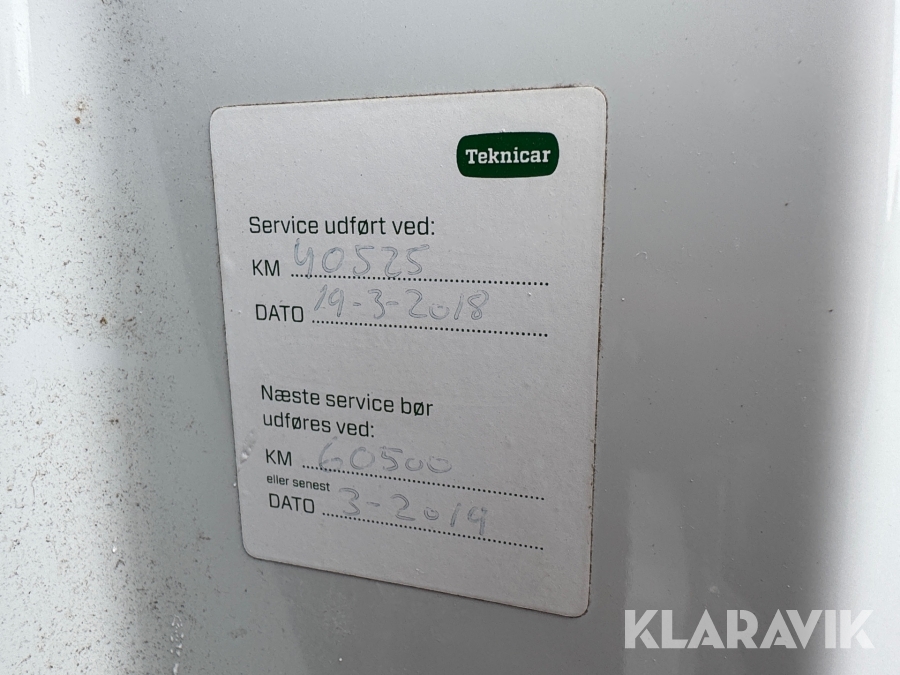 Teknicar
Service udført ved:
KM 40525
DATO 19-3-2018
Næste service bør
udføres ved:
KM 60500
eller senest
DATO 3-2019
KLARAVIK